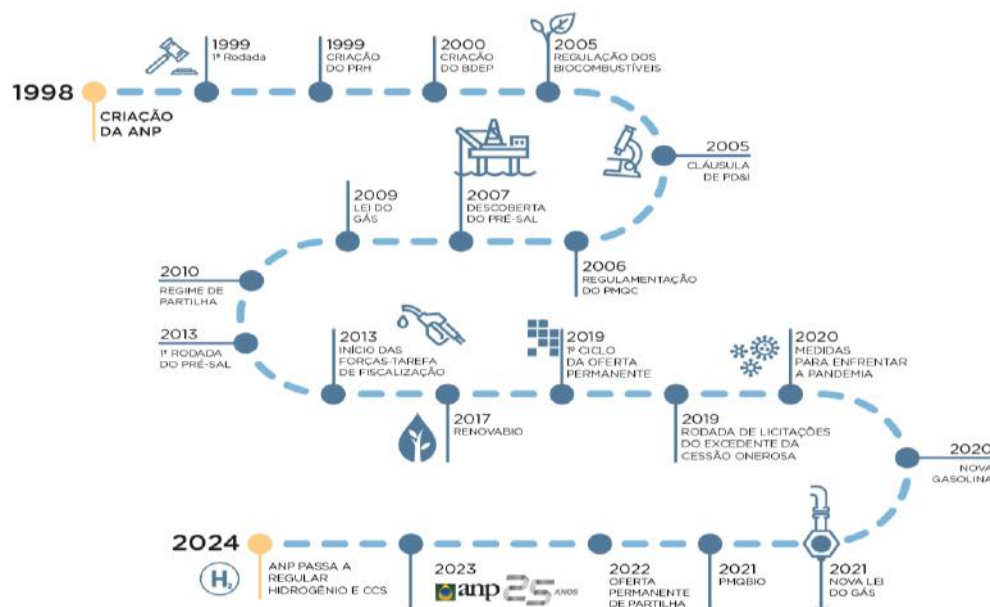 1998
CRIAÇÃO
DA ANP
1999
1ª Rodada
1999
CRIAÇÃO
DO PRH
2000
CRIAÇÃO
DO BDEP
2005
REGULAÇÃO DOS
BIOCOMBUSTÍVEIS
2005
CLÁUSULA
DE PD&I
2006
REGULAMENTAÇÃO
DO PMQC
2007
DESCOBERTA
DO PRÉ-SAL
2009
LEI DO
GÁS
2010
REGIME DE
PARTILHA
2013
1ª RODADA
DO PRÉ-SAL
2013
INÍCIO DAS
FORÇAS-TAREFA
DE FISCALIZAÇÃO
2017
RENOVABIO
2019
1º CICLO
DA OFERTA
PERMANENTE
2019
RODADA DE LICITAÇÕES
DO EXCEDENTE DA
CESSÃO ONEROSA
2020
MEDIDAS
PARA ENFRENTAR
A PANDEMIA
2020
NOVA
GASOLINA
2021
NOVA LEI
DO GÁS
2021
PMQBIO
2022
OFERTA
PERMANENTE
DE PARTILHA
2023
anp 25 ANOS
2024
ANP PASSA A
REGULAR
HIDROGÊNIO E CCS
H2